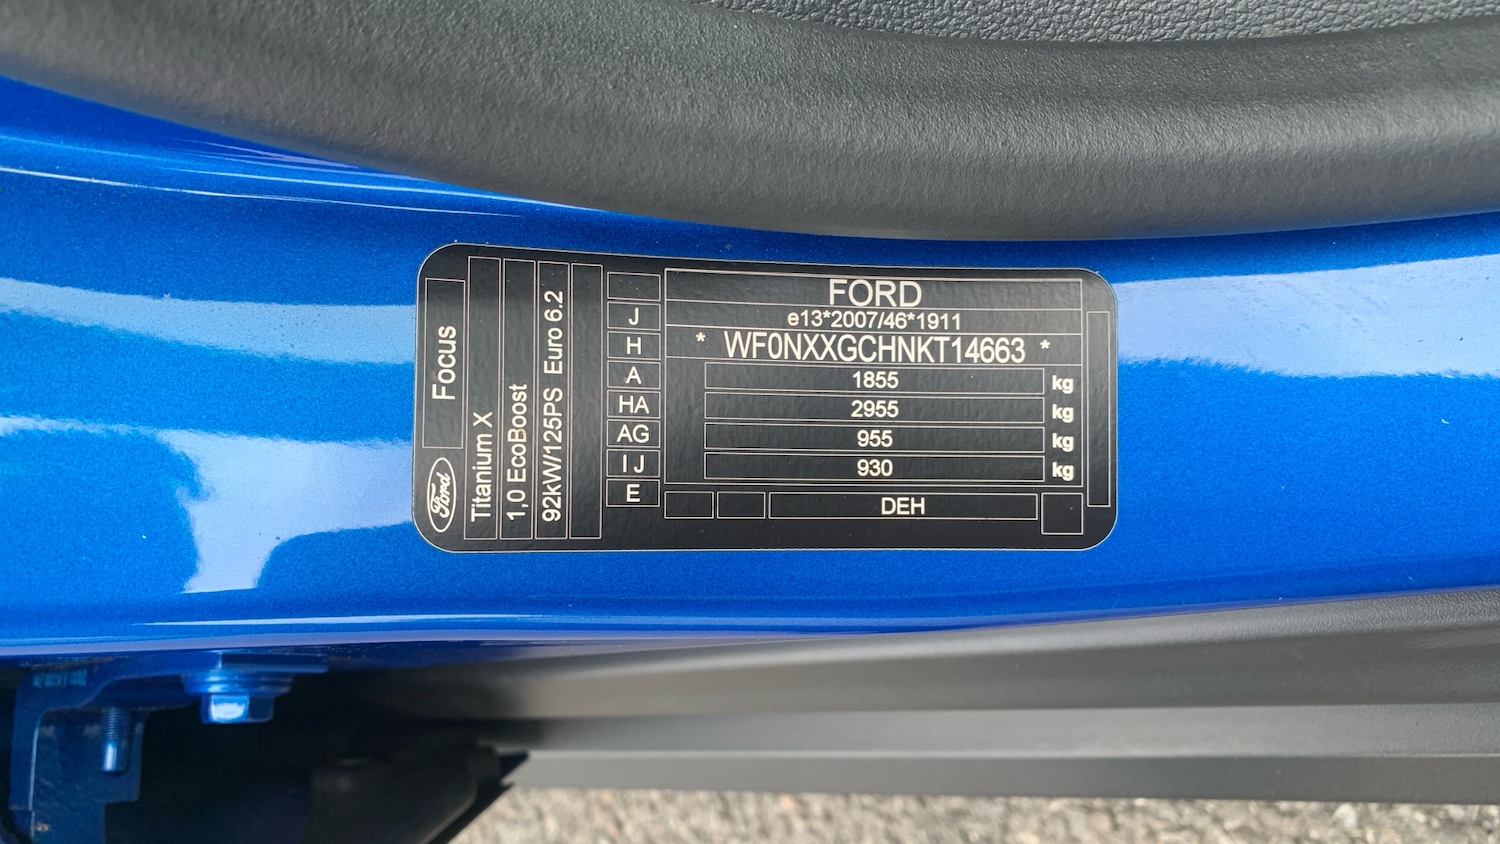 Ford
Focus
Titanium X
1,0 EcoBoost
92kW/125PS Euro 6.2
J
H
A
HA
AG
I J
E
FORD
e13*2007/46*1911
* WF0NXXGCHNKT14663 *
1855 kg
2955 kg
955 kg
930 kg
DEH